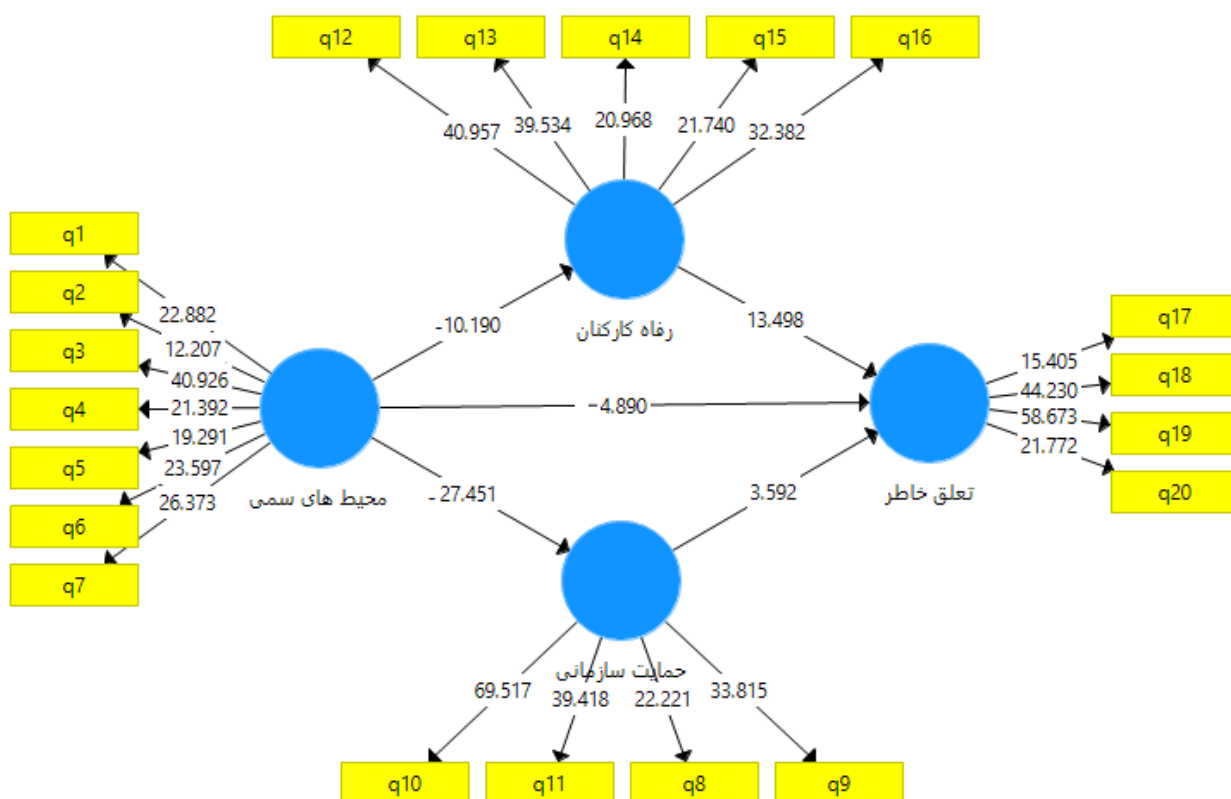 q12
q13
q14
q15
q16
40.957
39.534
20.968
21.740
32.382
q1
q2
q3
q4
q5
q6
q7
22.882
12.207
40.926
21.392
19.291
23.597
26.373
محیط های سمی
-10.190
رفاه کارکنان
13.498
-4.890
-27.451
3.592
تعلق خاطر
15.405
44.230
58.673
21.772
q17
q18
q19
q20
حمایت سازمانی
69.517
39.418
22.221
33.815
q10
q11
q8
q9